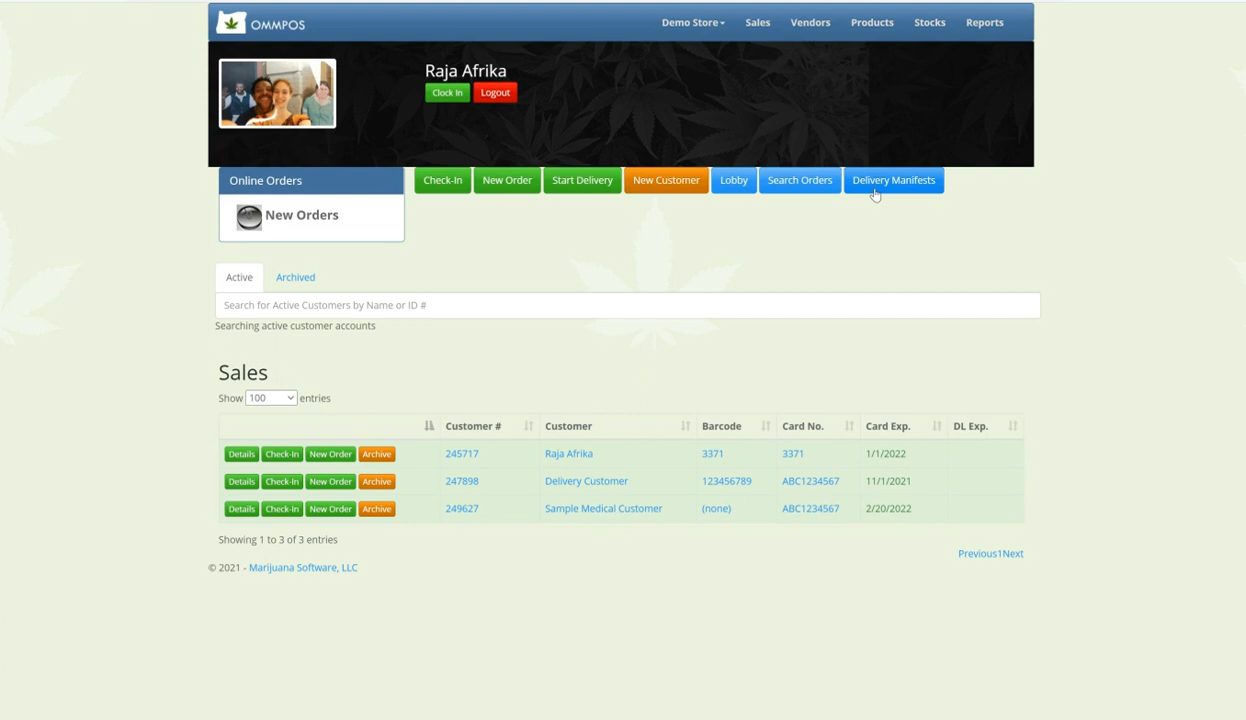 OMMPOS Demo Store Sales Vendors Products Stocks Reports
Raja Afrika
Clock In Logout
Online Orders
Check-In New Order Start Delivery New Customer Lobby Search Orders Delivery Manifests
New Orders
Active Archived
Search for Active Customers by Name or ID #
Searching active customer accounts
Sales
Show 100 entries
Customer # Customer Barcode Card No. Card Exp. DL Exp.
Details Check-In New Order Archive 245717 Raja Afrika 3371 3371 1/1/2022
Details Check-In New Order Archive 247898 Delivery Customer 123456789 ABC1234567 11/1/2021
Details Check-In New Order Archive 249627 Sample Medical Customer (none) ABC1234567 2/20/2022
Showing 1 to 3 of 3 entries
Previous1Next
© 2021 - Marijuana Software, LLC